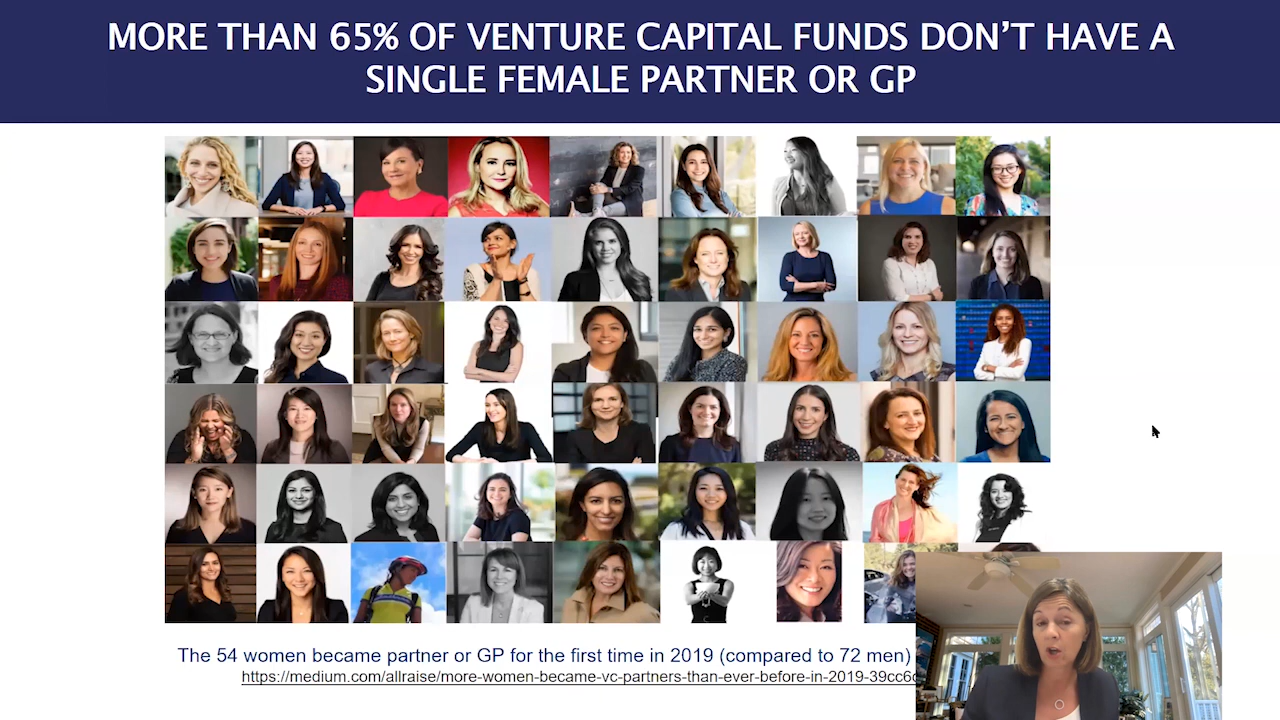 MORE THAN 65% OF VENTURE CAPITAL FUNDS DON’T HAVE A
SINGLE FEMALE PARTNER OR GP
The 54 women became partner or GP for the first time in 2019 (compared to 72 men)
https://medium.com/allraise/more-women-became-vc-partners-than-ever-before-in-2019-39cc6